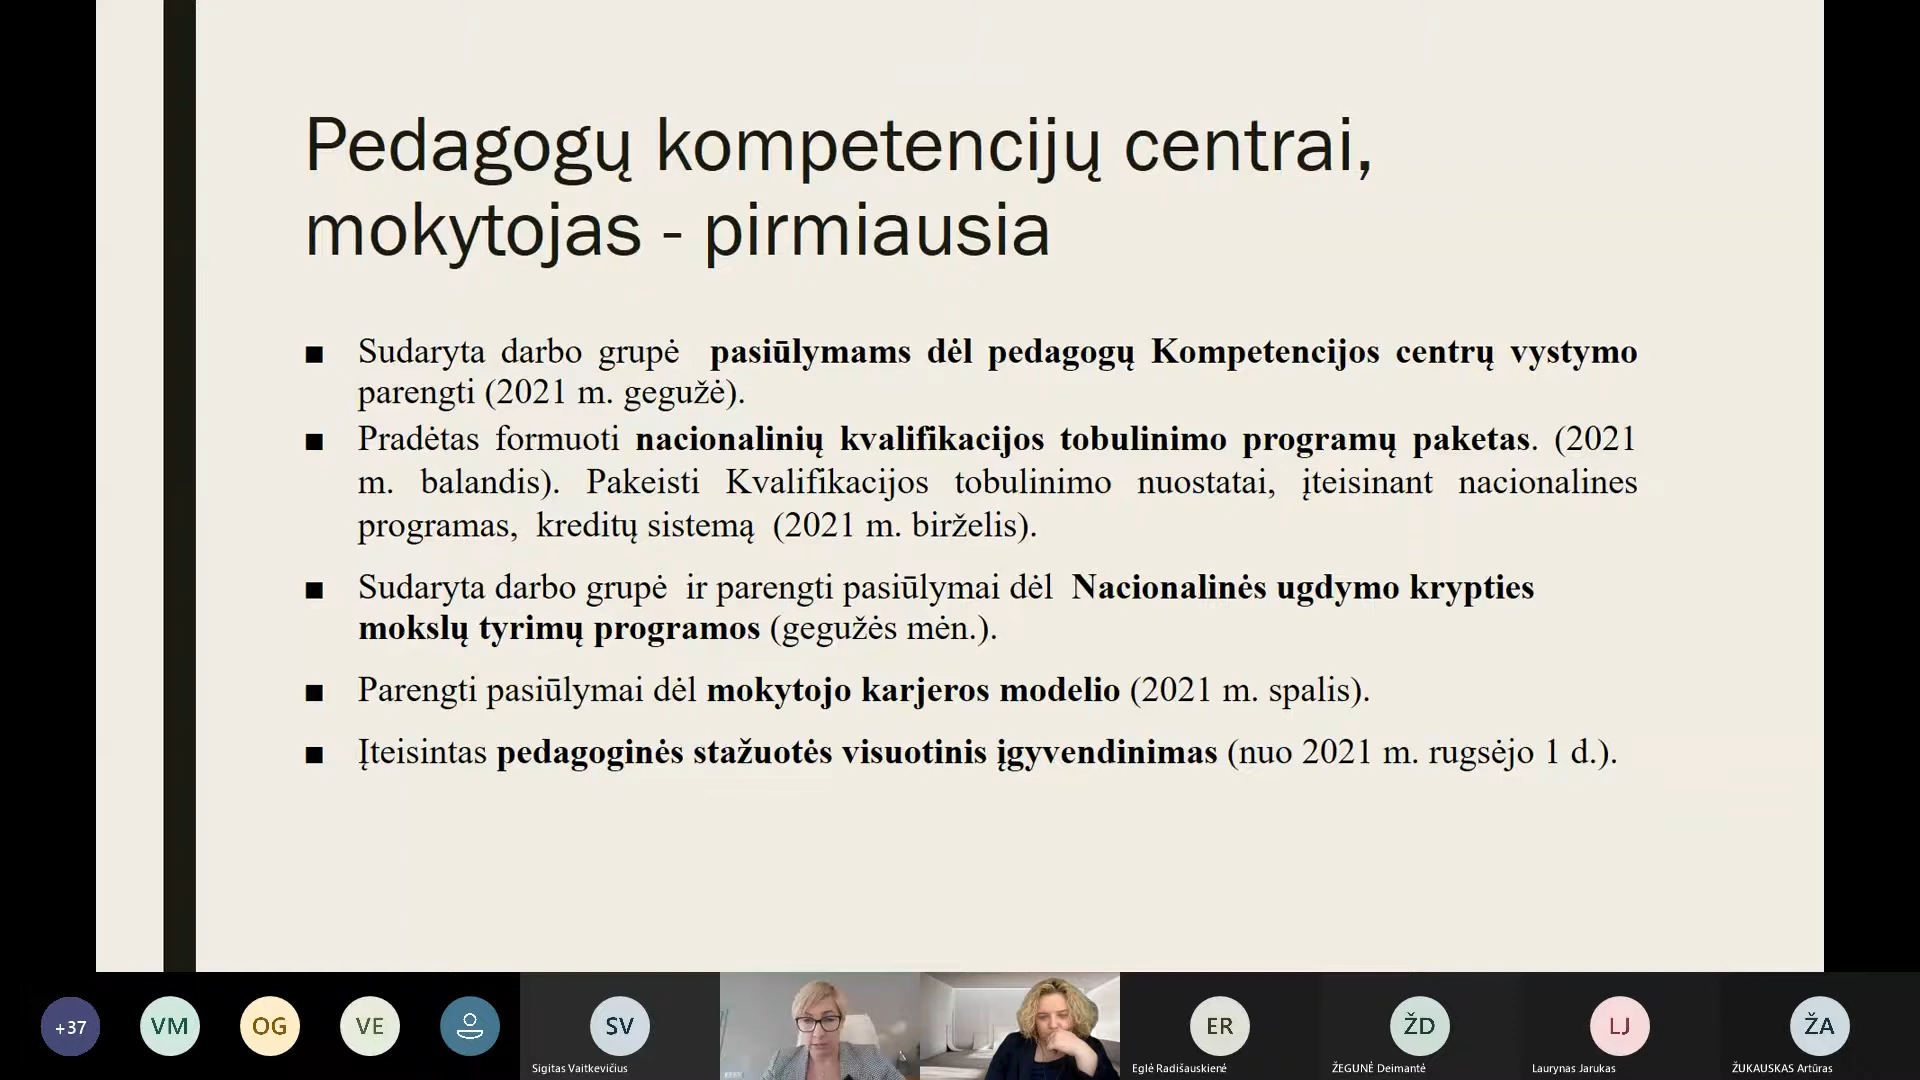 Pedagogų kompetencijų centrai,
mokytojas - pirmiausia
▪ Sudaryta darbo grupė pasiūlymams dėl pedagogų Kompetencijos centrų vystymo
parengti (2021 m. gegužė).
▪ Pradėtas formuoti nacionalinių kvalifikacijos tobulinimo programų paketas. (2021
m. balandis). Pakeisti Kvalifikacijos tobulinimo nuostatai, įteisinant nacionalines
programas, kreditų sistemą (2021 m. birželis).
▪ Sudaryta darbo grupė ir parengti pasiūlymai dėl Nacionalinės ugdymo krypties
mokslų tyrimų programos (gegužės mėn.).
▪ Parengti pasiūlymai dėl mokytojo karjeros modelio (2021 m. spalis).
▪ Įteisintas pedagoginės stažuotės visuotinis įgyvendinimas (nuo 2021 m. rugsėjo 1 d.).
+37 VM OG VE SV ER ŽD LJ ŽA
Sigitas Vaitkevičius Eglė Radišauskienė ŽEGUNĖ Deimantė Laurynas Jarukas ŽUKAUSKAS Artūras